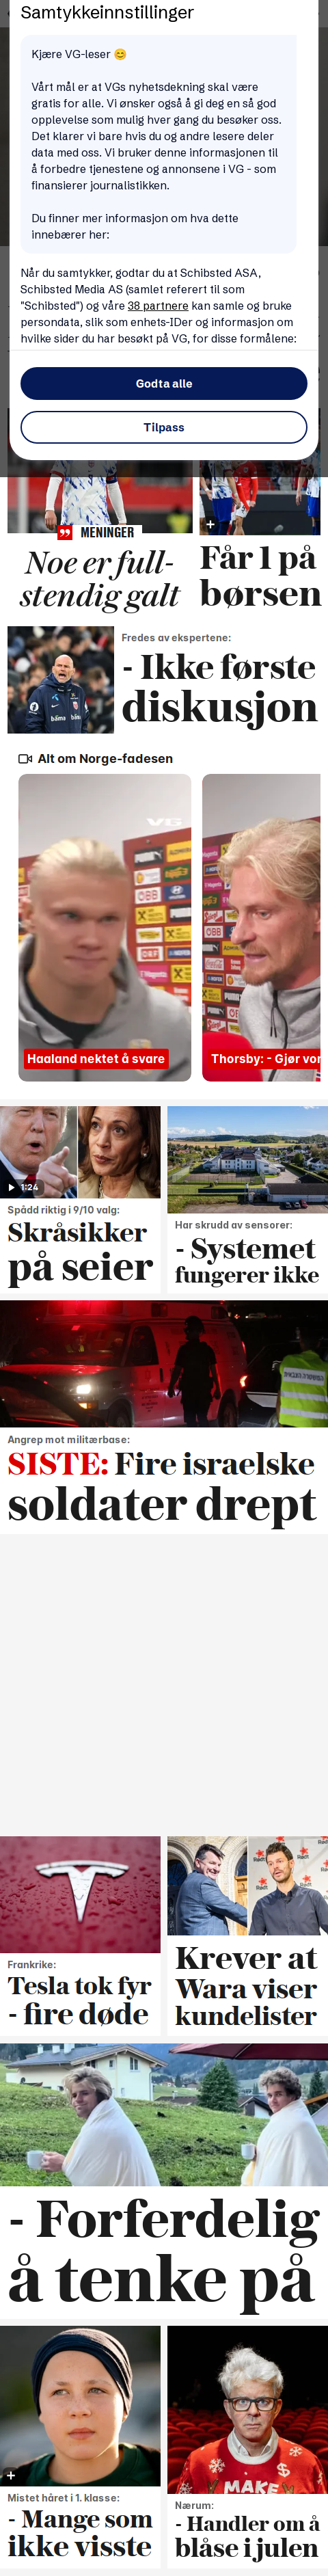 Samtykkeinnstillinger
Kjære VG-leser 😊
Vårt mål er at VGs nyhetsdekning skal være
gratis for alle. Vi ønsker også å gi deg en så god
opplevelse som mulig hver gang du besøker oss.
Det klarer vi bare hvis du og andre lesere deler
data med oss. Vi bruker denne informasjonen til
å forbedre tjenestene og annonsene i VG - som
finansierer journalistikken.
Du finner mer informasjon om hva dette
innebærer her:
Når du samtykker, godtar du at Schibsted ASA,
Schibsted Media AS (samlet referert til som
"Schibsted") og våre 38 partnere kan samle og bruke
persondata, slik som enhets-IDer og informasjon om
hvilke sider du har besøkt på VG, for disse formålene:
Godta alle
Tilpass
MENINGER
Noe er full-
stendig galt
Får 1 på
børsen
Fredes av ekspertene:
- Ikke første
diskusjon
Alt om Norge-fadesen
VG
Haaland nektet å svare
Thorsby: - Gjør vor
1:24
Spådd riktig i 9/10 valg:
Skråsikker
på seier
Har skrudd av sensorer:
- Systemet
fungerer ikke
Angrep mot militærbase:
SISTE: Fire israelske
soldater drept
Frankrike:
Tesla tok fyr
- fire døde
Rødt
Krever at
Wara viser
kundelister
- Forferdelig
å tenke på
Mistet håret i 1. klasse:
- Mange som
ikke visste
MAKE
Nærum:
- Handler om å
blåse i julen